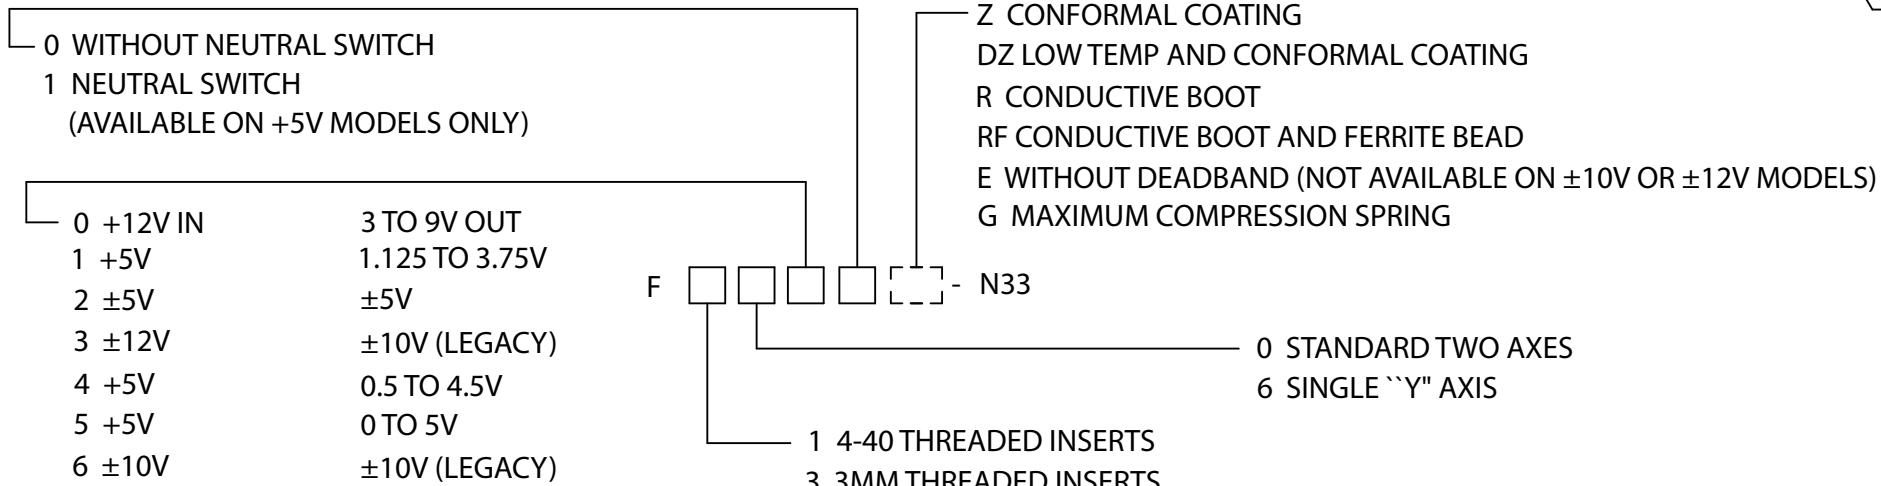 0 WITHOUT NEUTRAL SWITCH
1 NEUTRAL SWITCH
(AVAILABLE ON +5V MODELS ONLY)
Z CONFORMAL COATING
DZ LOW TEMP AND CONFORMAL COATING
R CONDUCTIVE BOOT
RF CONDUCTIVE BOOT AND FERRITE BEAD
E WITHOUT DEADBAND (NOT AVAILABLE ON ±10V OR ±12V MODELS)
G MAXIMUM COMPRESSION SPRING
0 +12V IN 3 TO 9V OUT
1 +5V 1.125 TO 3.75V
2 ±5V ±5V
3 ±12V ±10V (LEGACY)
4 +5V 0.5 TO 4.5V
5 +5V 0 TO 5V
6 ±10V ±10V (LEGACY)
F - N33
0 STANDARD TWO AXES
6 SINGLE ``Y" AXIS
1 4-40 THREADED INSERTS
3 3MM THREADED INSERTS